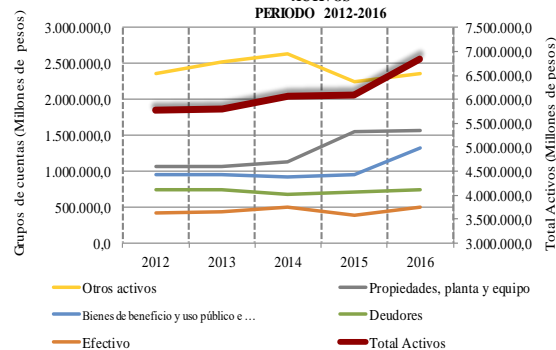 PERIODO 2012-2016
Grupos de cuentas (Millones de pesos)
3.000.000,0
2.500.000,0
2.000.000,0
1.500.000,0
1.000.000,0
500.000,0
0,0
7.500.000,0
7.000.000,0
6.500.000,0
6.000.000,0
5.500.000,0
5.000.000,0
4.500.000,0
4.000.000,0
3.500.000,0
3.000.000,0
Total Activos (Millones de pesos)
2012 2013 2014 2015 2016
Otros activos Propiedades, planta y equipo
Bienes de beneficio y uso público e … Deudores
Efectivo Total Activos